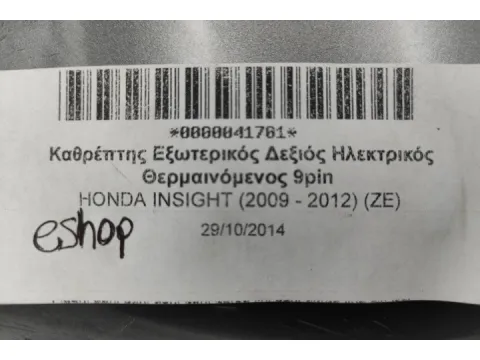 *0000041761*
Καθρέπτης Εξωτερικός Δεξιός Ηλεκτρικός
Θερμαινόμενος 9pin
HONDA INSIGHT (2009 - 2012) (ZE)
eshop
29/10/2014